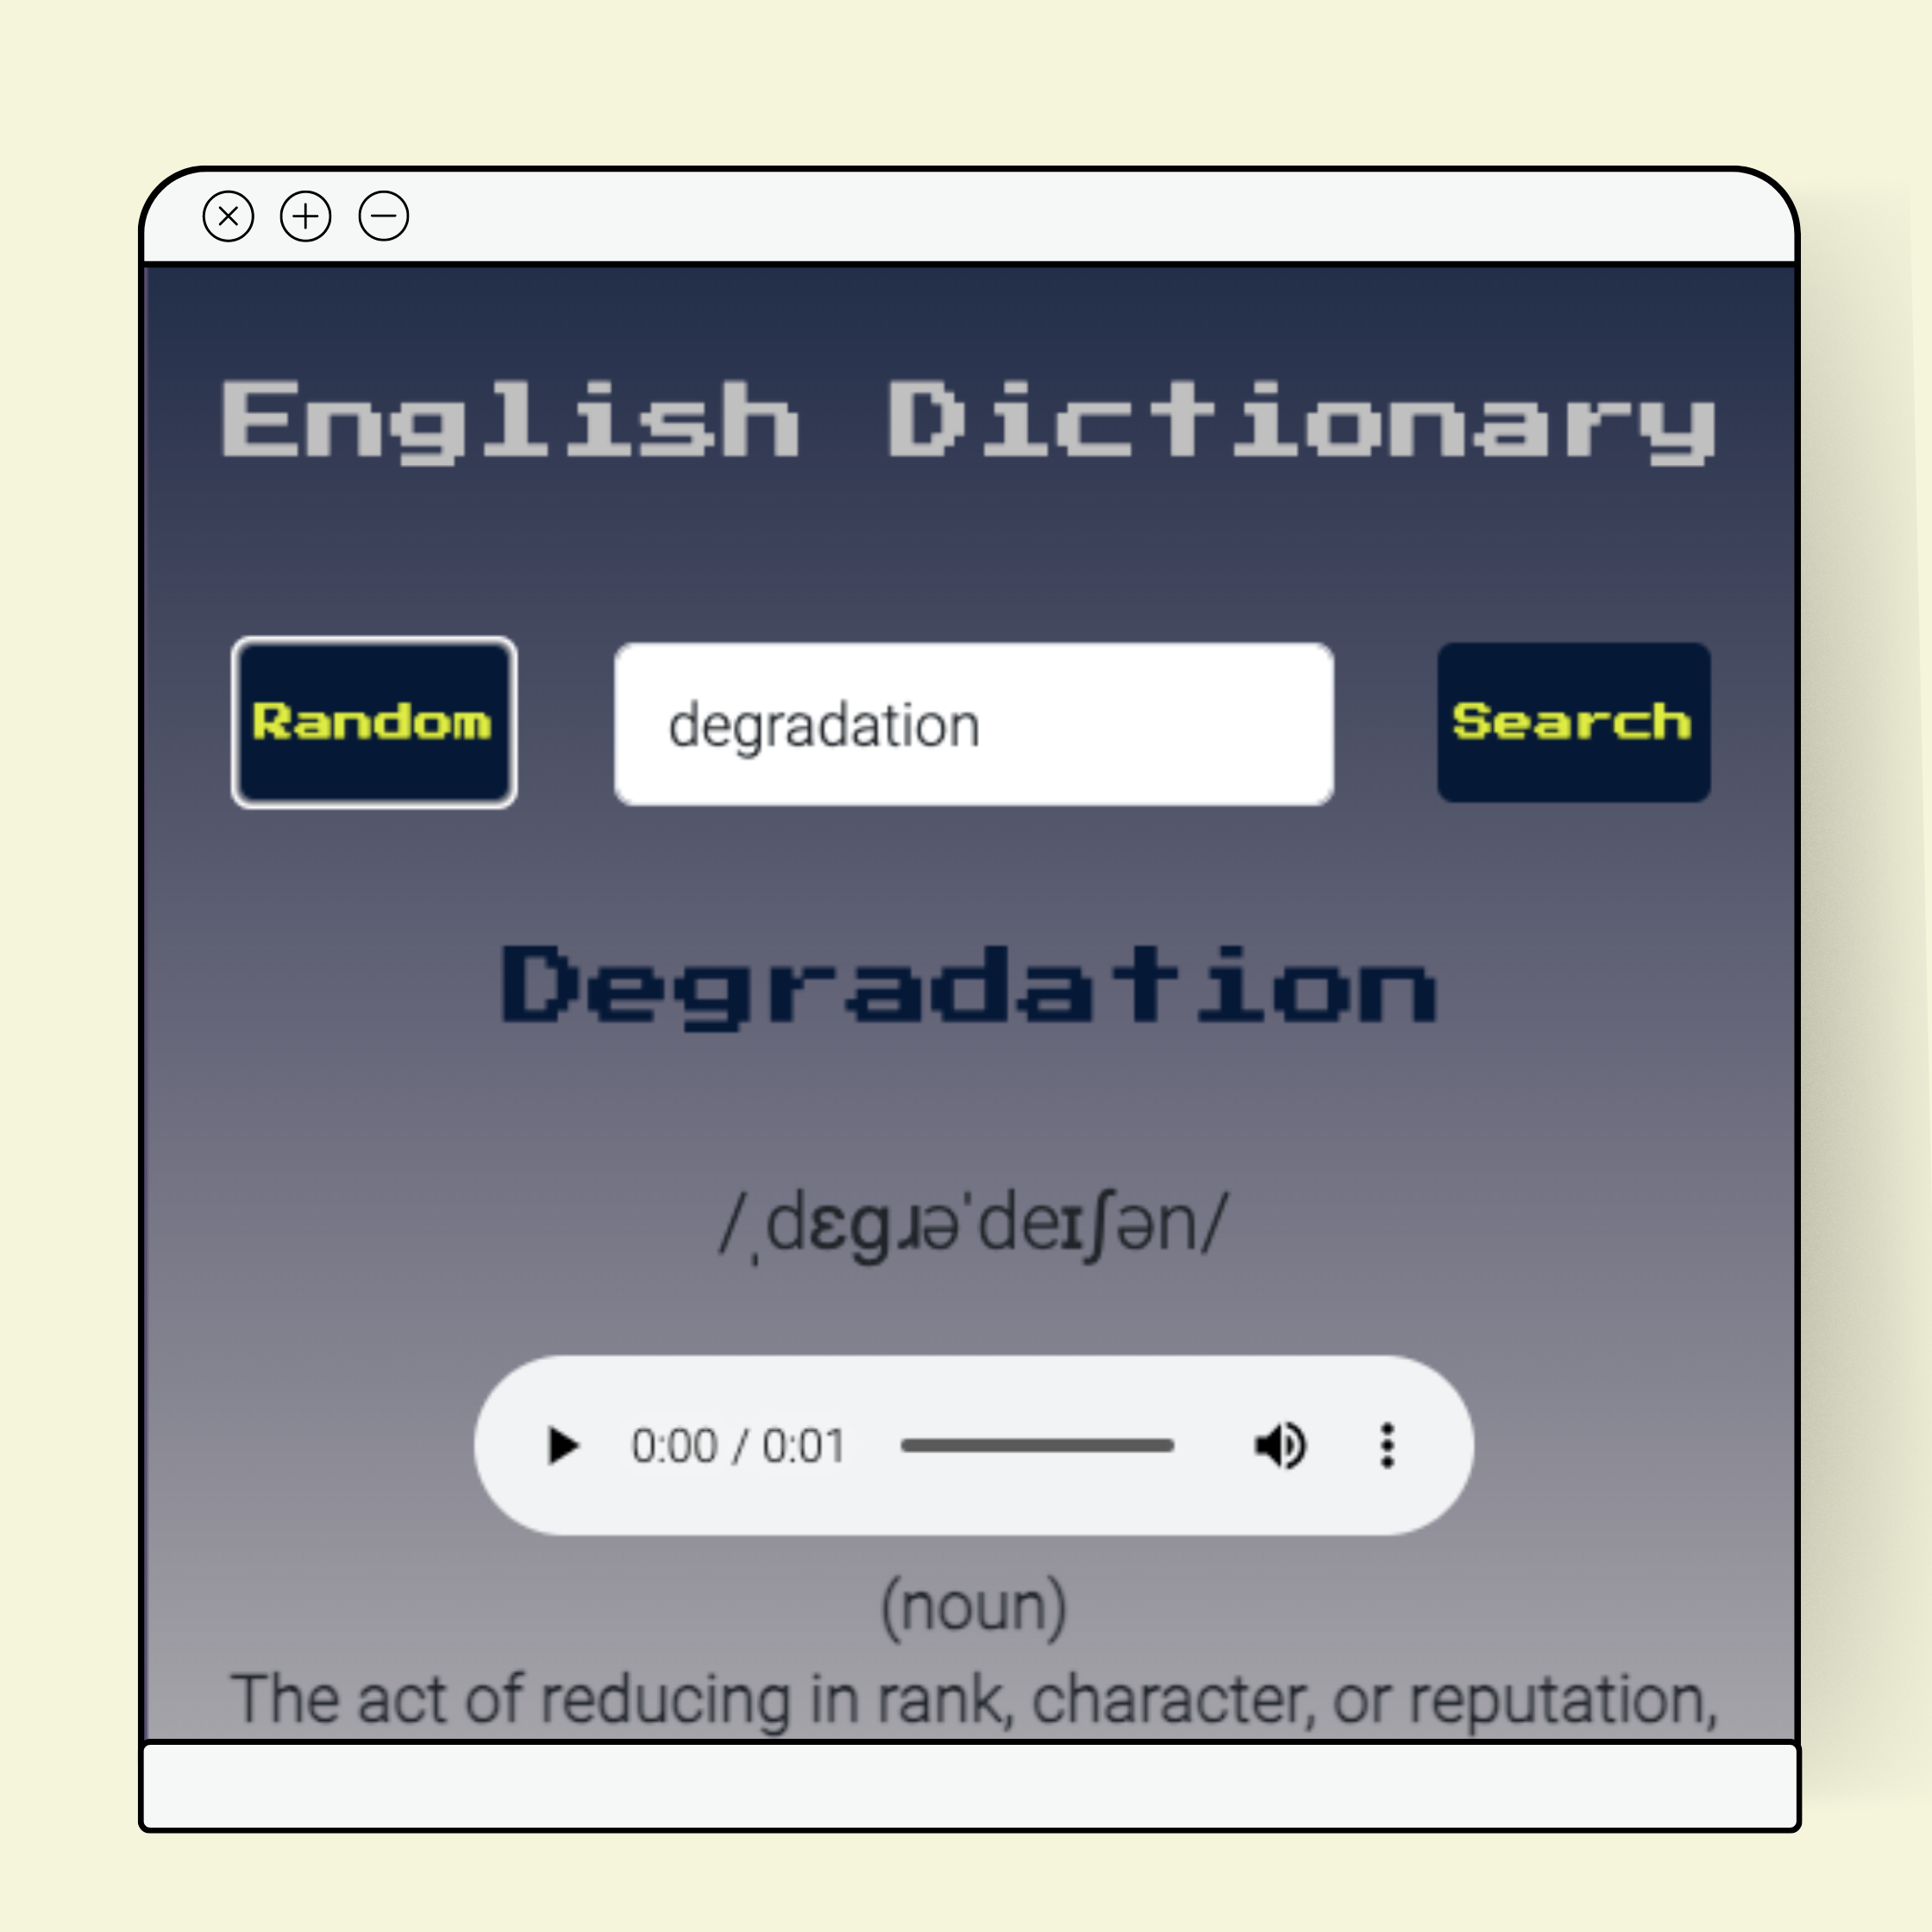 English Dictionary
Random
degradation
Search
Degradation
/ˌdɛɡɹəˈdeɪʃən/
0:00 / 0:01
(noun)
The act of reducing in rank, character, or reputation,